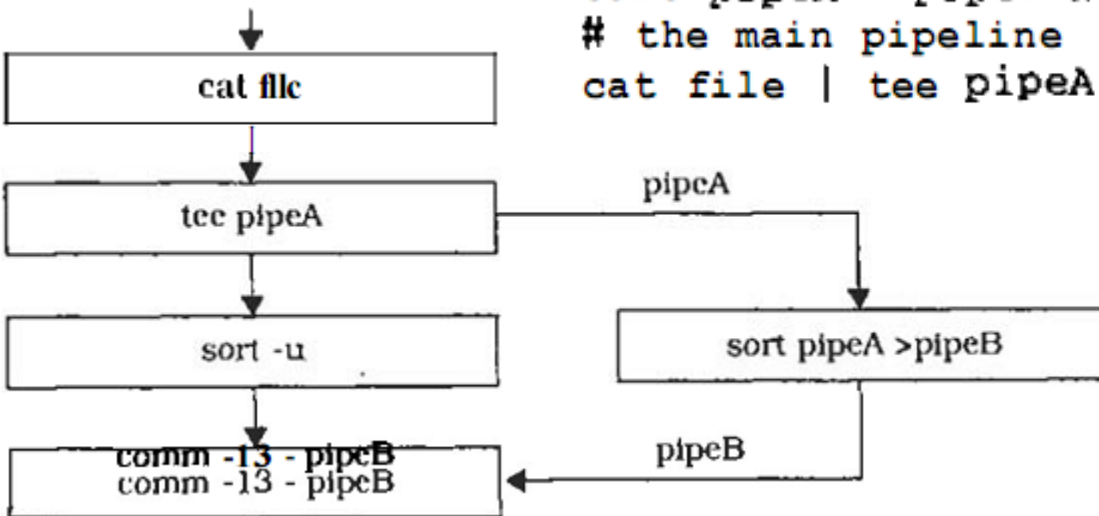 # the main pipeline
cat file | tee pipeA
cat file
tee pipeA
pipeA
sort -u
sort pipeA >pipeB
pipeB
comm -13 - pipeB
comm -13 - pipeB